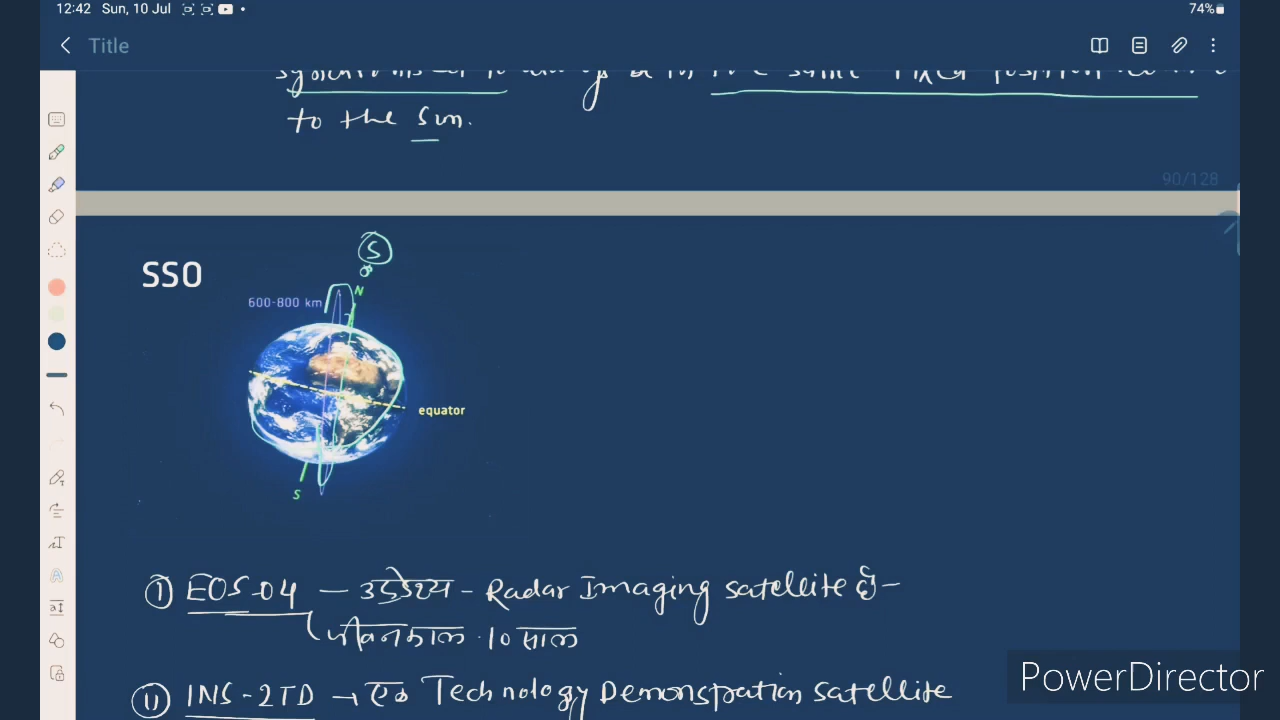 12:42 Sun, 10 Jul 74%
Title
to the Sun.
90/128
S
SSO
N
600-800 km
equator
S
① EOS-04 — उद्देश्य - Radar Imaging satellite है-
जीवनकाल 10 साल
② INS-2TD → एक Technology Demonstration Satellite
PowerDirector